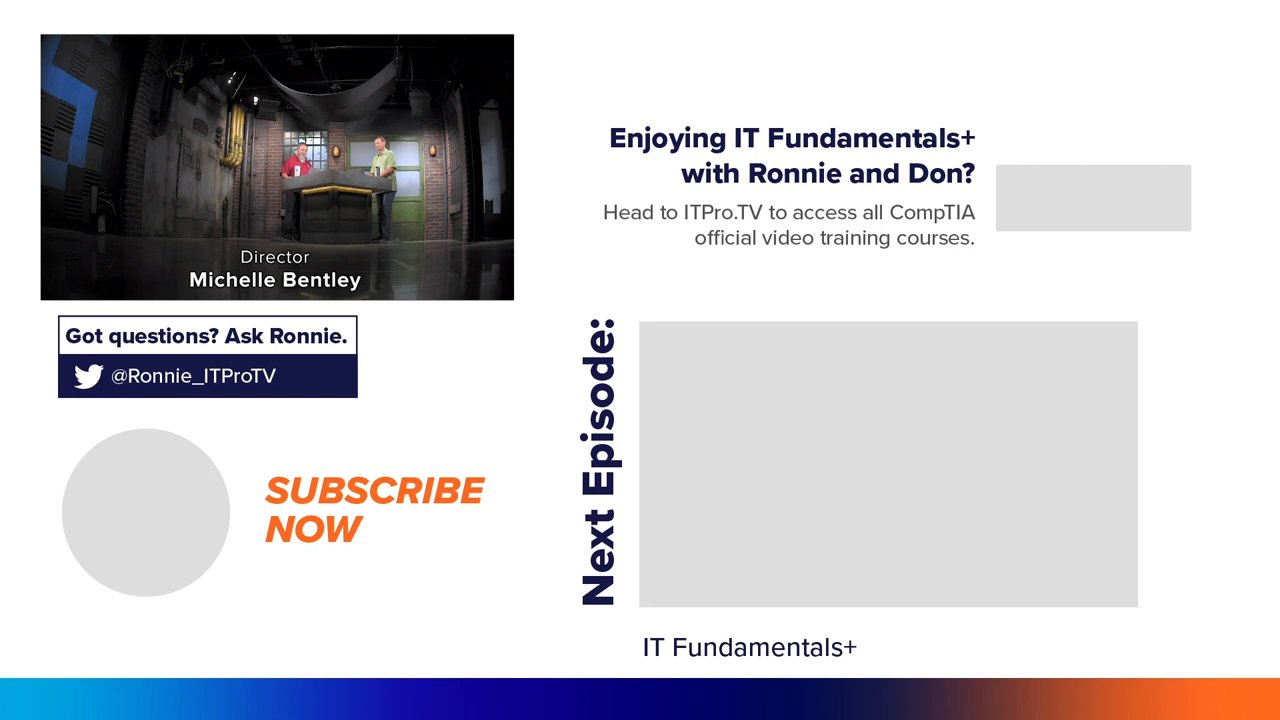 Director
Michelle Bentley
Got questions? Ask Ronnie.
@Ronnie_ITProTV
SUBSCRIBE
NOW
Enjoying IT Fundamentals+
with Ronnie and Don?
Head to ITPro.TV to access all CompTIA
official video training courses.
Next Episode:
IT Fundamentals+